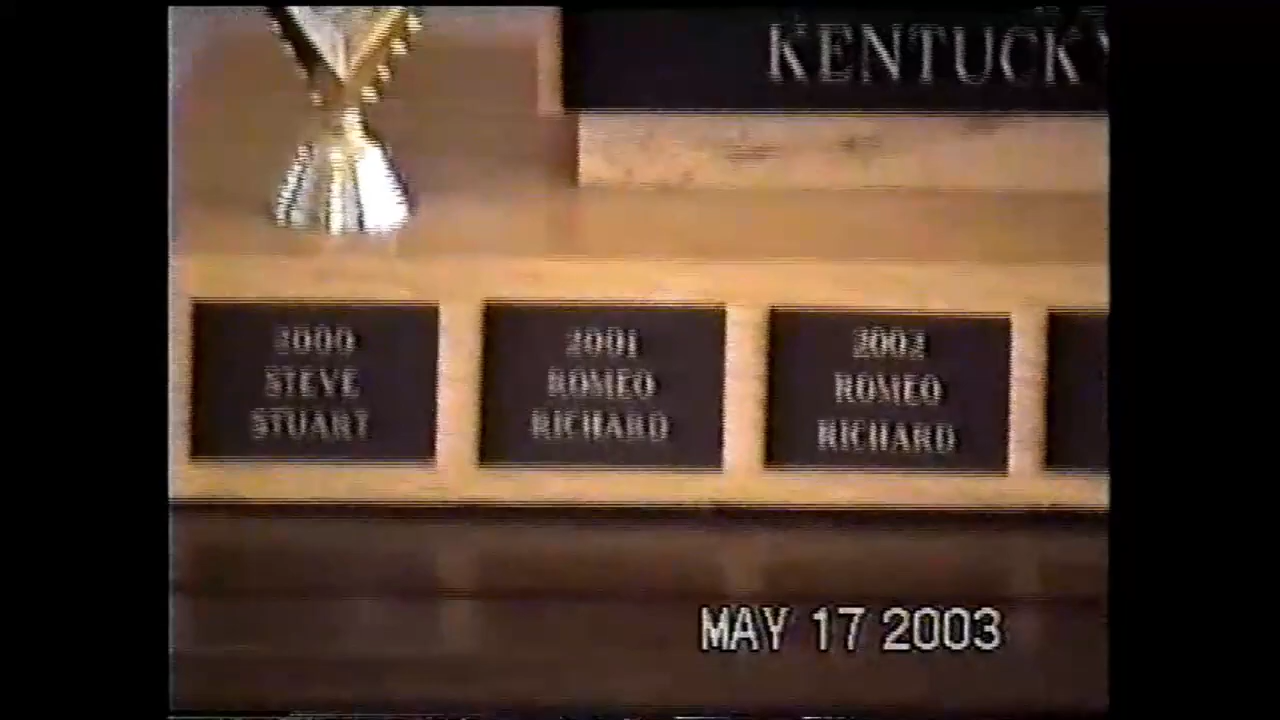 KENTUCKY
2000
STEVE
STUART
2001
ROMEO
RICHARD
2002
ROMEO
RICHARD
MAY 17 2003